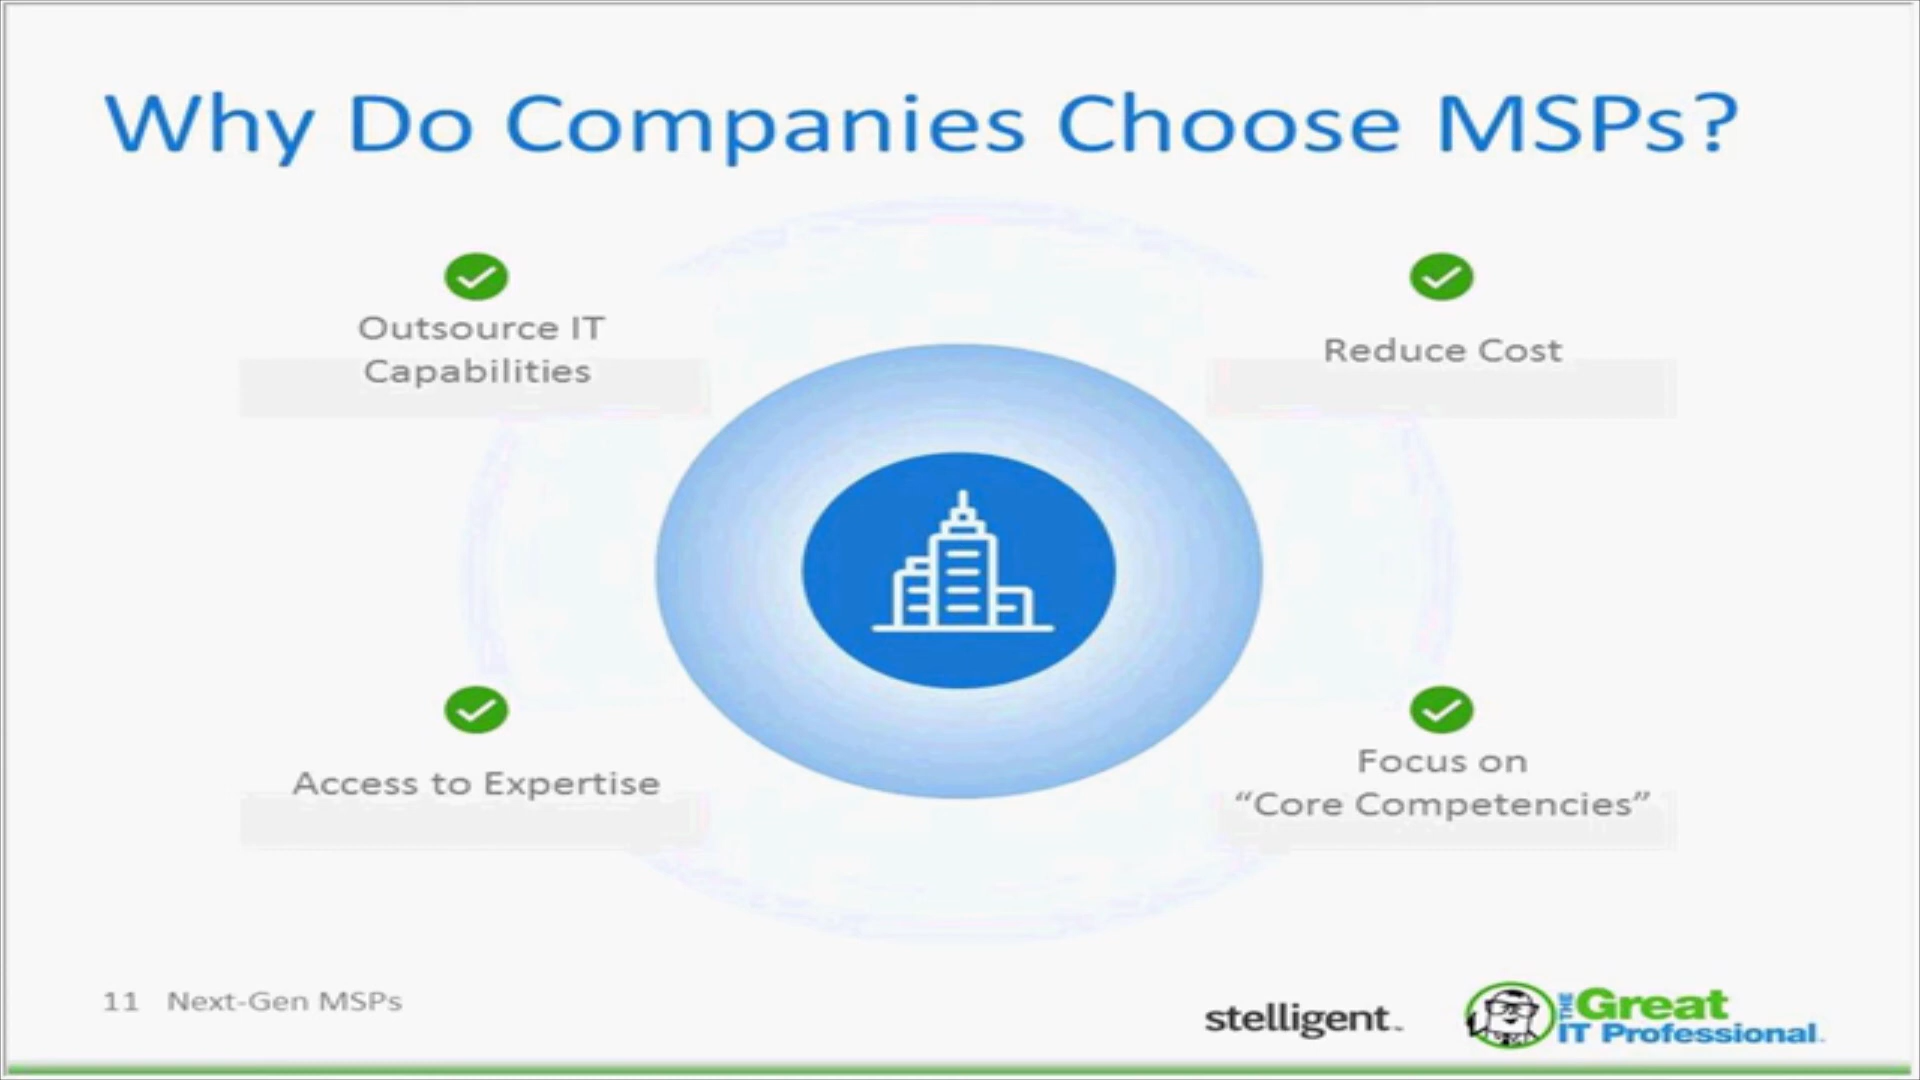 Why Do Companies Choose MSPs?
Outsource IT
Capabilities
Reduce Cost
Access to Expertise
Focus on
“Core Competencies”
11 Next-Gen MSPs
stelligent
THE Great
IT Professional